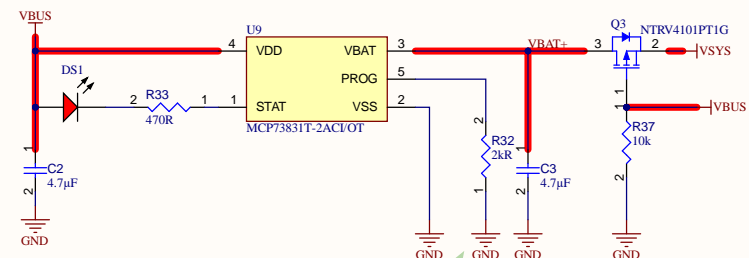 VBUS
U9
Q3
NTRV4101PT1G
4
VDD
VBAT
3
VBAT+
3
2
VSYS
DS1
PROG
5
1
R33
2
1
1
STAT
VSS
2
1
VBUS
470R
MCP73831T-2ACI/OT
2
R37
10k
R32
2kR
1
C2
4.7µF
2
1
1
C3
4.7µF
2
2
GND
GND
GND
GND
GND